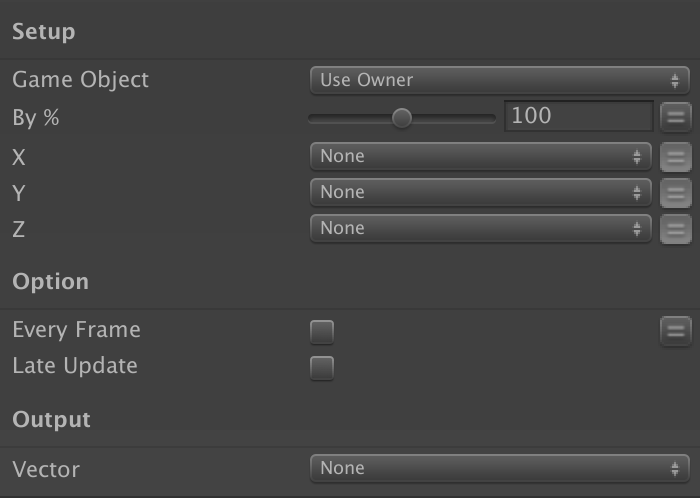 Setup
Game Object Use Owner
By % 100
X None
Y None
Z None
Option
Every Frame
Late Update
Output
Vector None